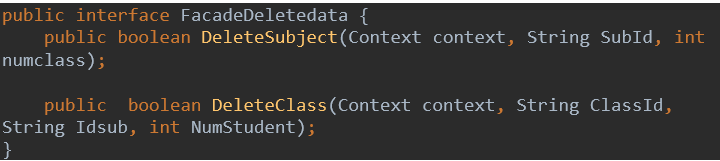 public interface FacadeDeletedata {
    public boolean DeleteSubject(Context context, String SubId, int
numclass);

    public  boolean DeleteClass(Context context, String ClassId,
String Idsub, int NumStudent);
}